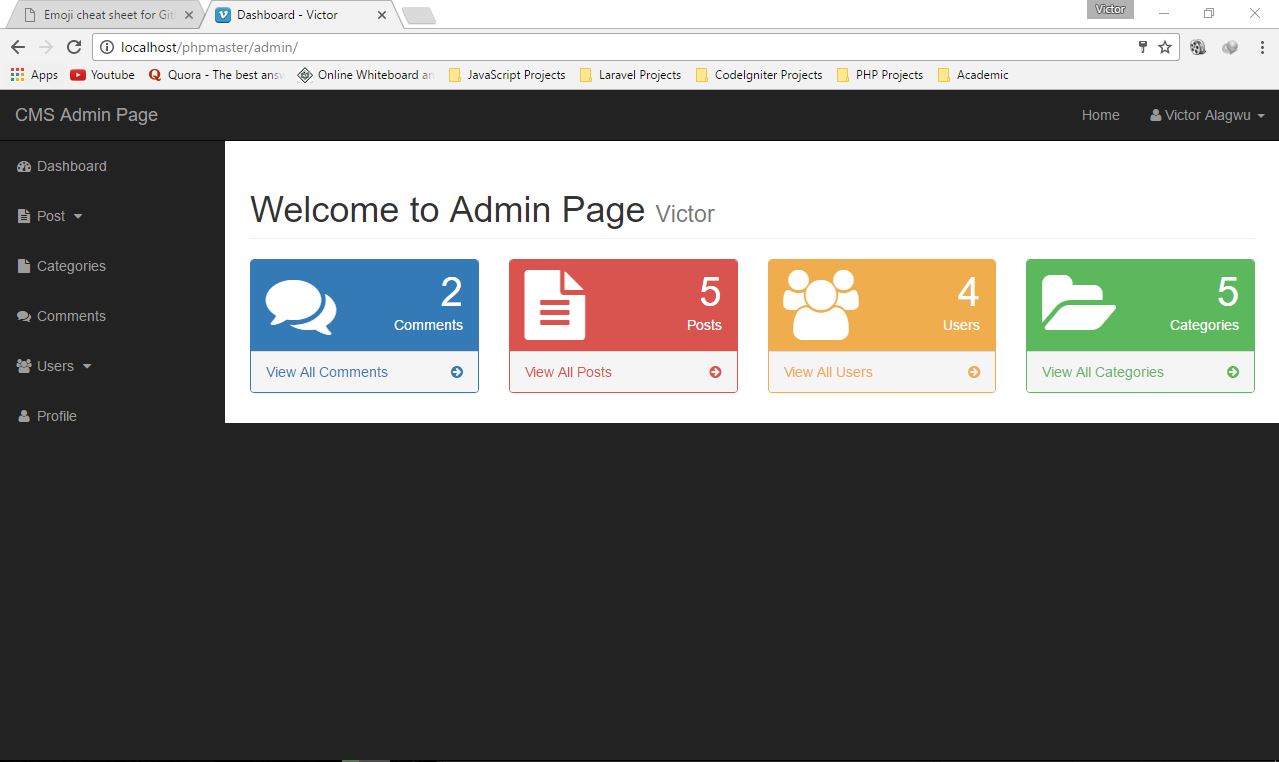 Emoji cheat sheet for Git
Dashboard - Victor
Victor
localhost/phpmaster/admin/
Apps Youtube Quora - The best ans Online Whiteboard an JavaScript Projects Laravel Projects CodeIgniter Projects PHP Projects Academic
CMS Admin Page
Home Victor Alagwu
Dashboard
Post
Categories
Comments
Users
Profile
Welcome to Admin Page Victor
2
Comments
View All Comments
5
Posts
View All Posts
4
Users
View All Users
5
Categories
View All Categories